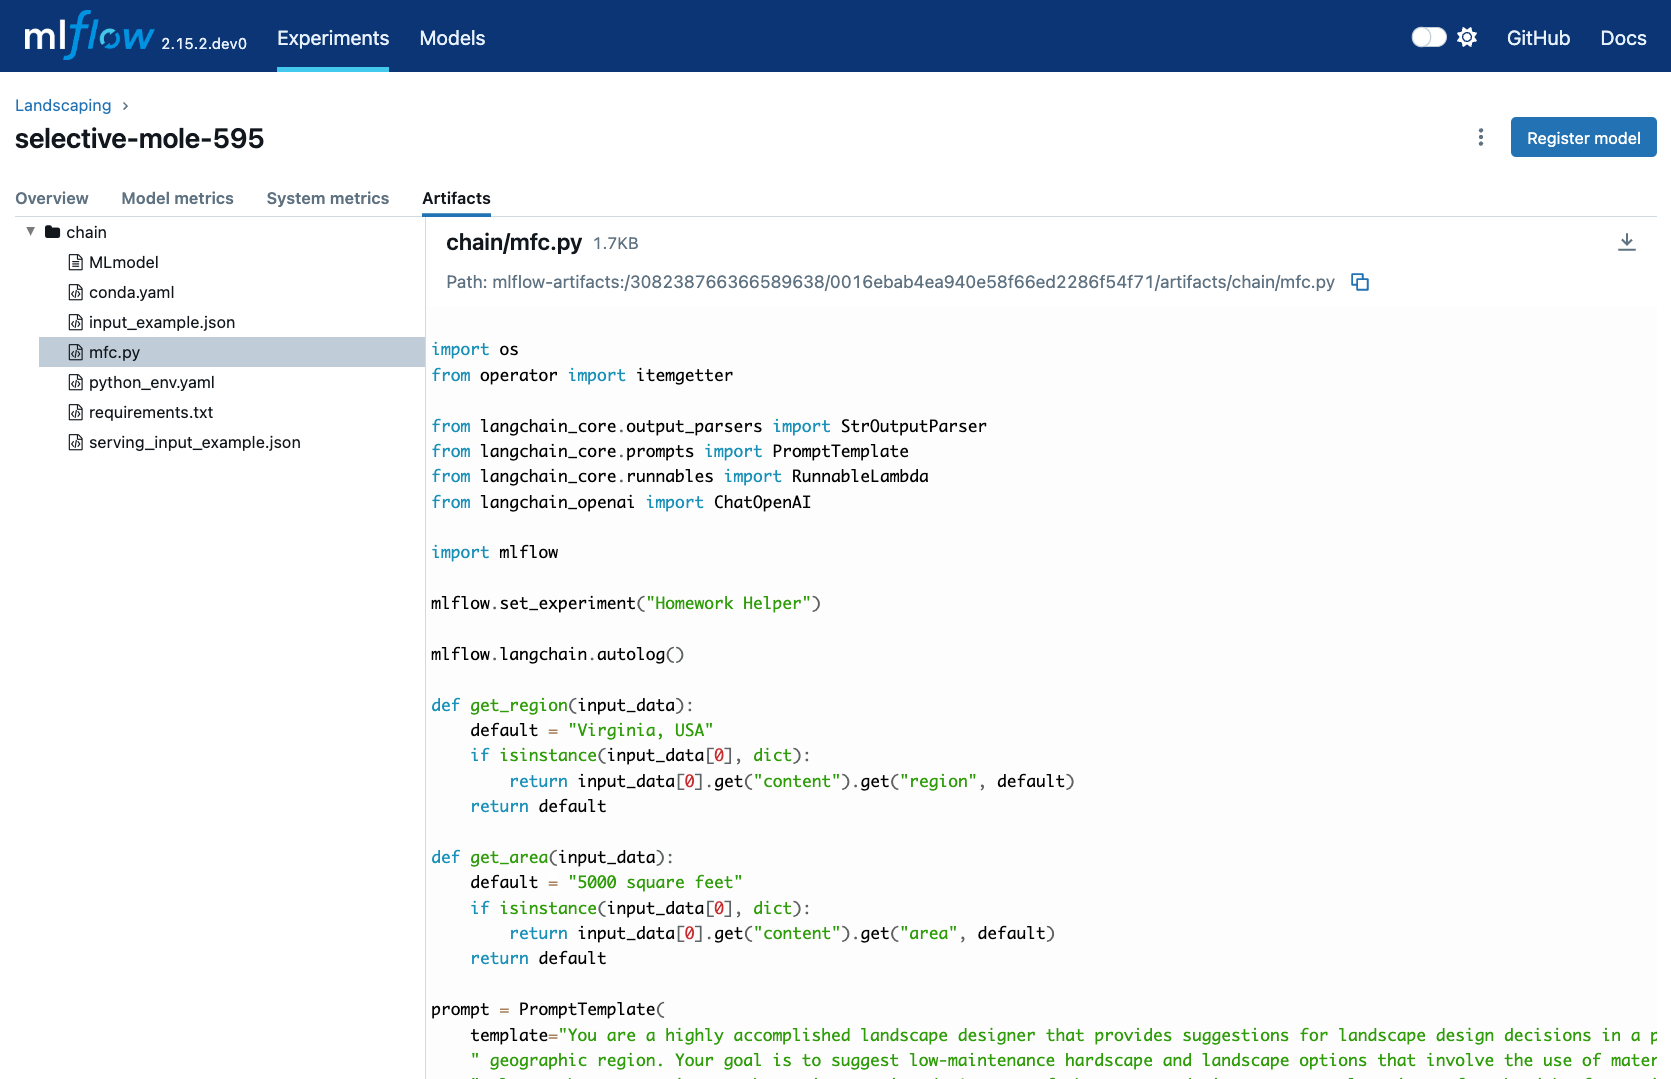 mlflow 2.15.2.dev0 Experiments Models GitHub Docs
Landscaping
selective-mole-595
Register model
Overview Model metrics System metrics Artifacts
chain
MLmodel
conda.yaml
input_example.json
mfc.py
python_env.yaml
requirements.txt
serving_input_example.json
chain/mfc.py 1.7KB
Path: mlflow-artifacts:/308238766366589638/0016ebab4ea940e58f66ed2286f54f71/artifacts/chain/mfc.py
import os
from operator import itemgetter
from langchain_core.output_parsers import StrOutputParser
from langchain_core.prompts import PromptTemplate
from langchain_core.runnables import RunnableLambda
from langchain_openai import ChatOpenAI
import mlflow
mlflow.set_experiment("Homework Helper")
mlflow.langchain.autolog()
def get_region(input_data):
    default = "Virginia, USA"
    if isinstance(input_data[0], dict):
        return input_data[0].get("content").get("region", default)
    return default
def get_area(input_data):
    default = "5000 square feet"
    if isinstance(input_data[0], dict):
        return input_data[0].get("content").get("area", default)
    return default
prompt = PromptTemplate(
    template="You are a highly accomplished landscape designer that provides suggestions for landscape design decisions in a p
    " geographic region. Your goal is to suggest low-maintenance hardscape and landscape options that involve the use of mater